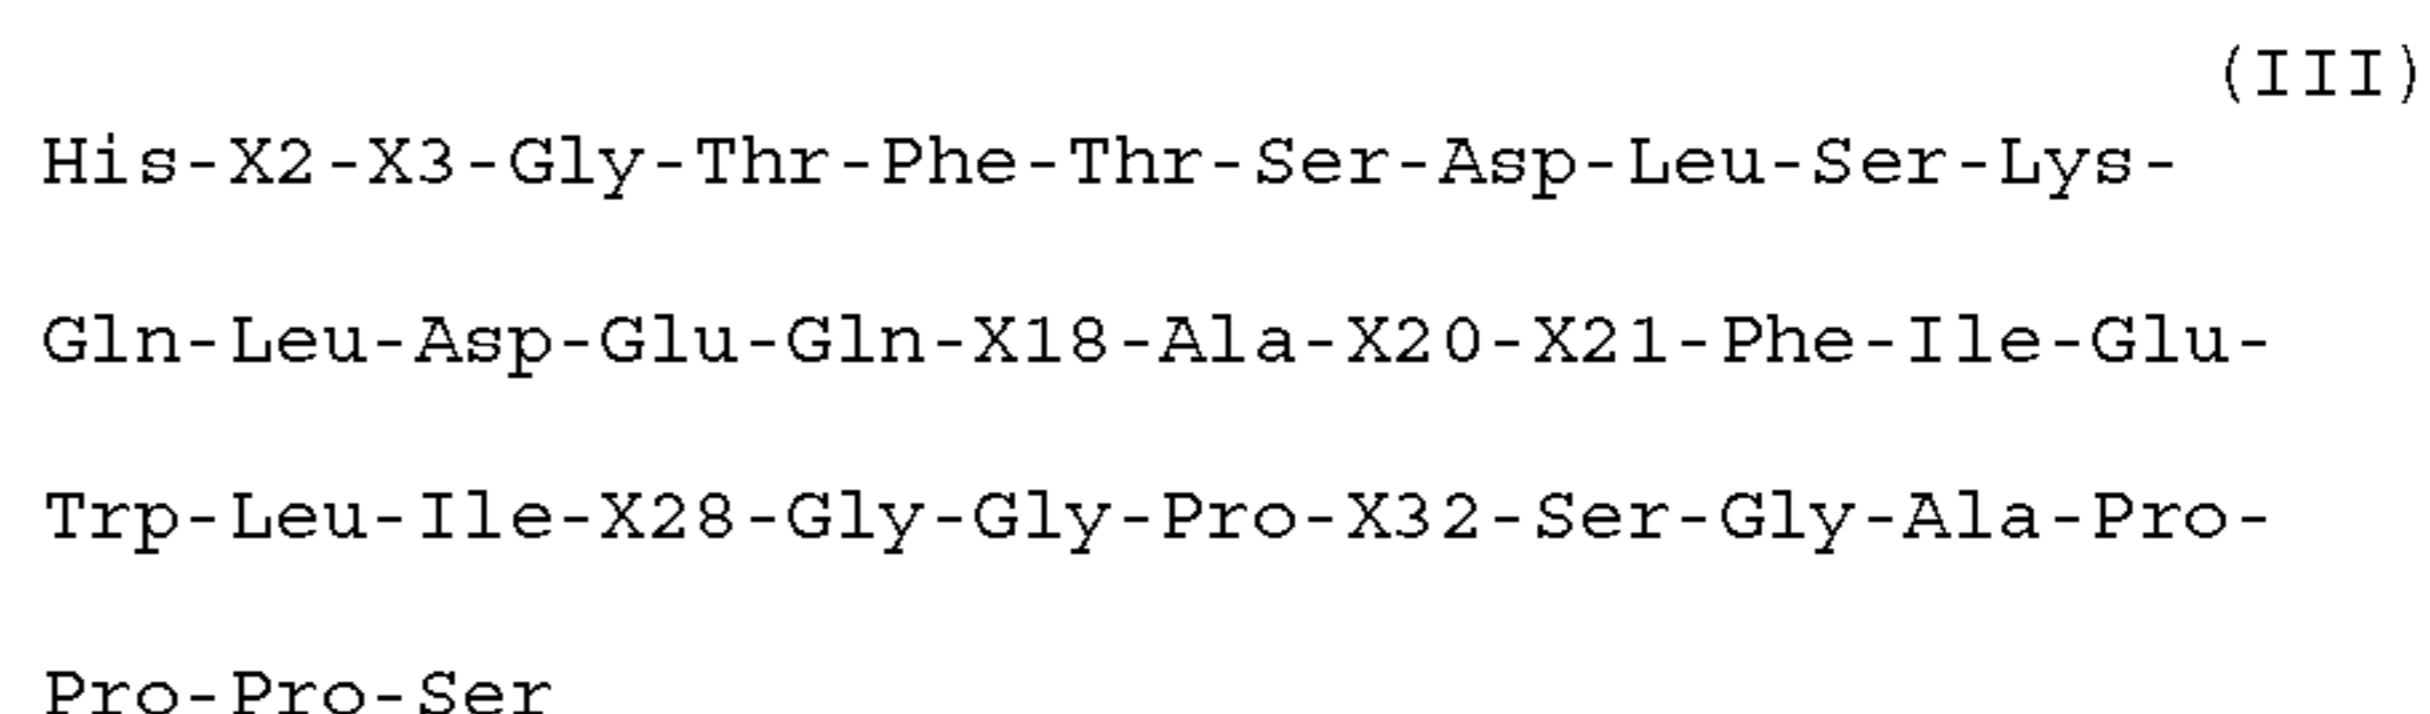 (III)
His-X2-X3-Gly-Thr-Phe-Thr-Ser-Asp-Leu-Ser-Lys-
Gln-Leu-Asp-Glu-Gln-X18-Ala-X20-X21-Phe-Ile-Glu-
Trp-Leu-Ile-X28-Gly-Gly-Pro-X32-Ser-Gly-Ala-Pro-
Pro-Pro-Ser